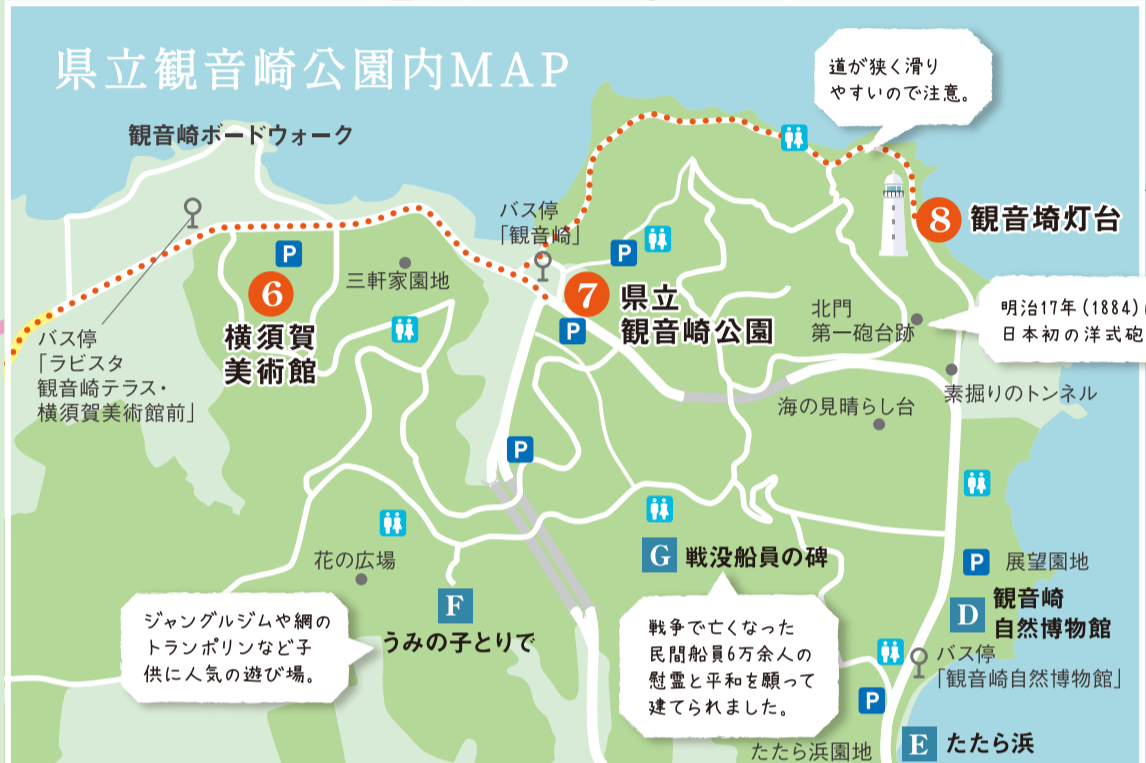 県立観音崎公園内MAP
道が狭く滑り
やすいので注意。
観音崎ボードウォーク
バス停
「観音崎」
8 観音埼灯台
P
P
三軒家園地
6
横須賀
美術館
7 県立
観音崎公園
P
北門
第一砲台跡
明治17年(1884)
日本初の洋式砲
バス停
「ラビスタ
観音崎テラス・
横須賀美術館前」
素掘りのトンネル
海の見晴らし台
P
花の広場
G 戦没船員の碑
P 展望園地
D 観音崎
自然博物館
F
うみの子とりで
ジャングルジムや網の
トランポリンなど子
供に人気の遊び場。
戦争で亡くなった
民間船員6万余人の
慰霊と平和を願って
建てられました。
バス停
「観音崎自然博物館」
P
たたら浜園地
E たたら浜